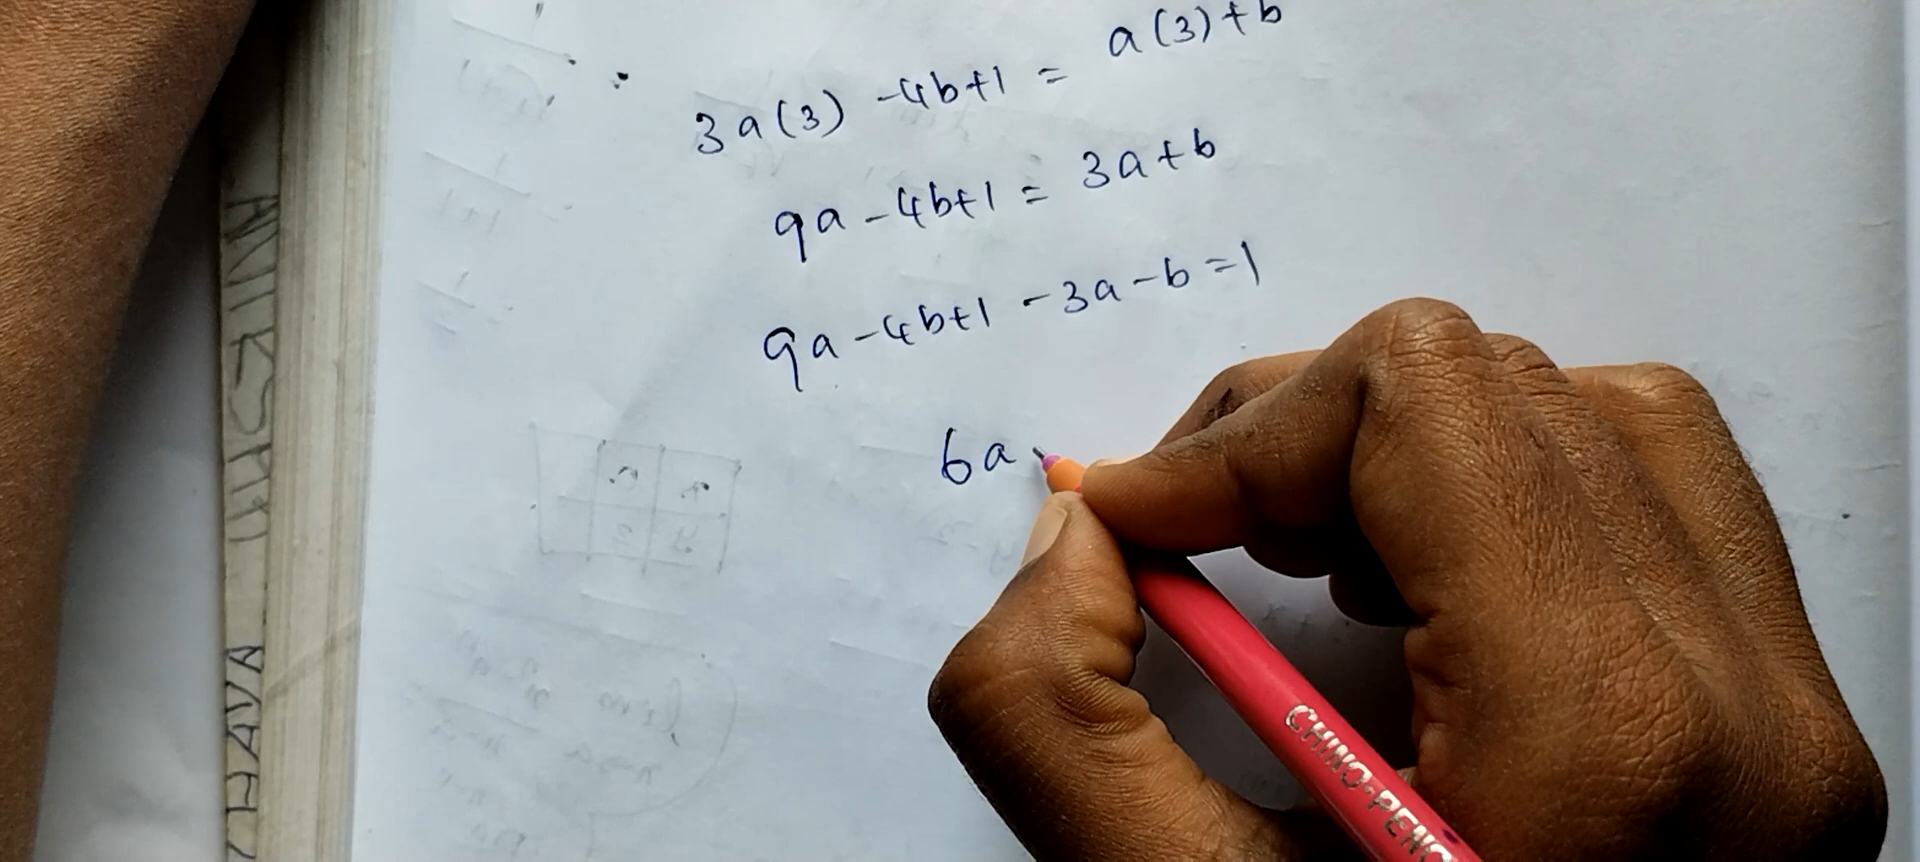 3a(3) -4b+1 = a(3)+b
9a-4b+1 = 3a+b
9a-4b+1 -3a-b=1
6a
CHINO-PENC